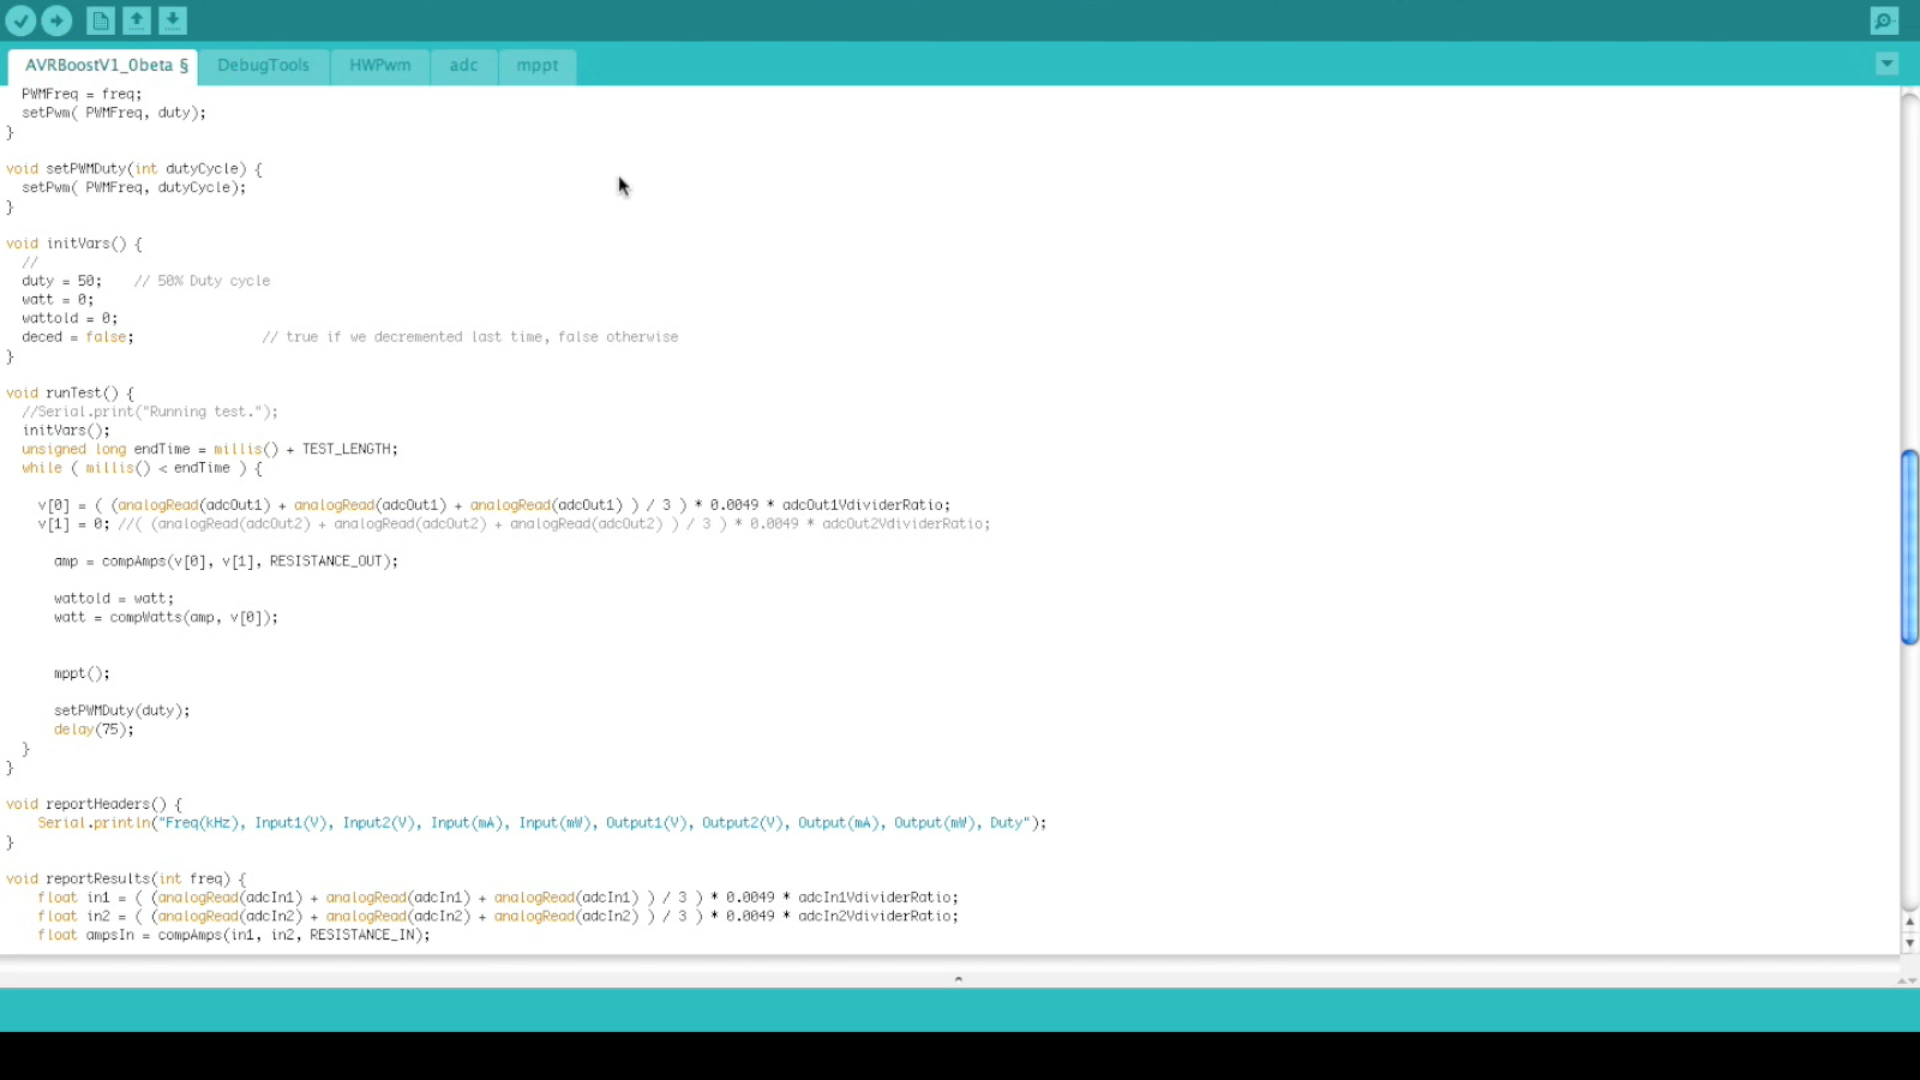 AVRBoostV1_0beta § DebugTools HWPwm adc mppt
PWMFreq = freq;
setPwm( PWMFreq, duty);
}
void setPWMDuty(int dutyCycle) {
setPwm( PWMFreq, dutyCycle);
}
void initVars() {
//
duty = 50; // 50% Duty cycle
watt = 0;
wattold = 0;
deced = false; // true if we decremented last time, false otherwise
}
void runTest() {
//Serial.print("Running test.");
initVars();
unsigned long endTime = millis() + TEST_LENGTH;
while ( millis() < endTime ) {
v[0] = ( (analogRead(adcOut1) + analogRead(adcOut1) + analogRead(adcOut1) ) / 3 ) * 0.0049 * adcOut1VdividerRatio;
v[1] = 0; //( (analogRead(adcOut2) + analogRead(adcOut2) + analogRead(adcOut2) ) / 3 ) * 0.0049 * adcOut2VdividerRatio;
amp = compAmps(v[0], v[1], RESISTANCE_OUT);
wattold = watt;
watt = compWatts(amp, v[0]);
mppt();
setPWMDuty(duty);
delay(75);
}
}
void reportHeaders() {
Serial.println("Freq(kHz), Input1(V), Input2(V), Input(mA), Input(mW), Output1(V), Output2(V), Output(mA), Output(mW), Duty");
}
void reportResults(int freq) {
float in1 = ( (analogRead(adcIn1) + analogRead(adcIn1) + analogRead(adcIn1) ) / 3 ) * 0.0049 * adcIn1VdividerRatio;
float in2 = ( (analogRead(adcIn2) + analogRead(adcIn2) + analogRead(adcIn2) ) / 3 ) * 0.0049 * adcIn2VdividerRatio;
float ampsIn = compAmps(in1, in2, RESISTANCE_IN);